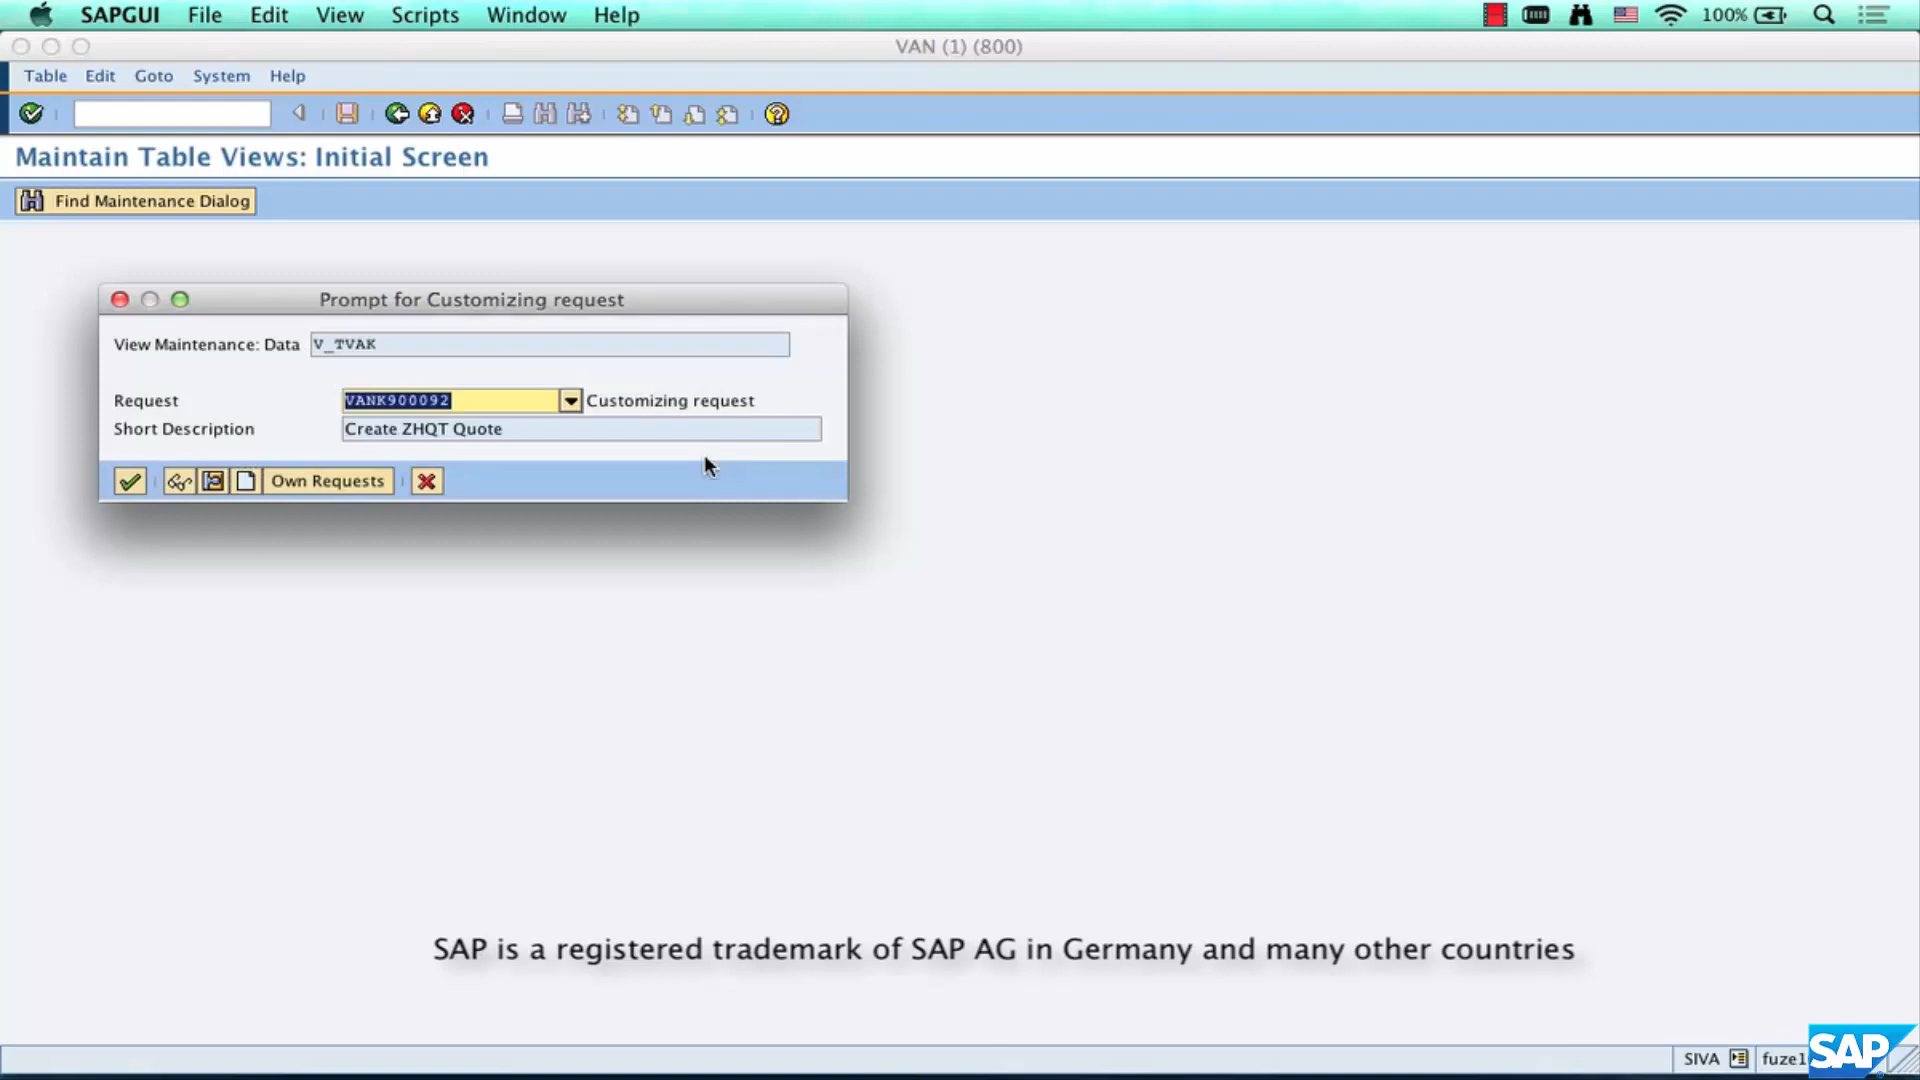 SAPGUI File Edit View Scripts Window Help 100%
VAN (1) (800)
Table Edit Goto System Help
Maintain Table Views: Initial Screen
Find Maintenance Dialog
Prompt for Customizing request
View Maintenance: Data V_TVAK
Request VANK900092 Customizing request
Short Description Create ZHQT Quote
Own Requests
SAP is a registered trademark of SAP AG in Germany and many other countries
SIVA fuze1
SAP